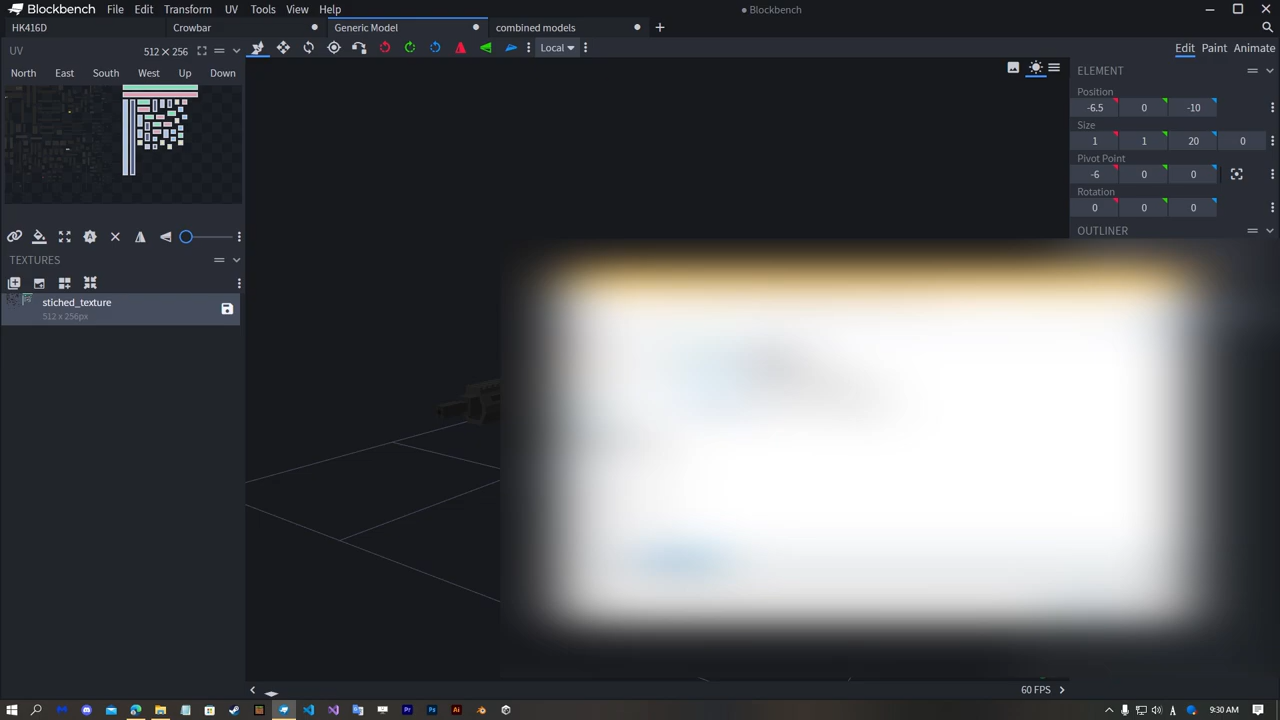 Blockbench File Edit Transform UV Tools View Help Blockbench
HK416D Crowbar Generic Model combined models
UV 512 × 256 Local Edit Paint Animate
North East South West Up Down
ELEMENT
Position
-6.5 0 -10
Size
1 1 20 0
Pivot Point
-6 0 0
Rotation
0 0 0
OUTLINER
TEXTURES
stiched_texture
512 x 256px
60 FPS
9:30 AM